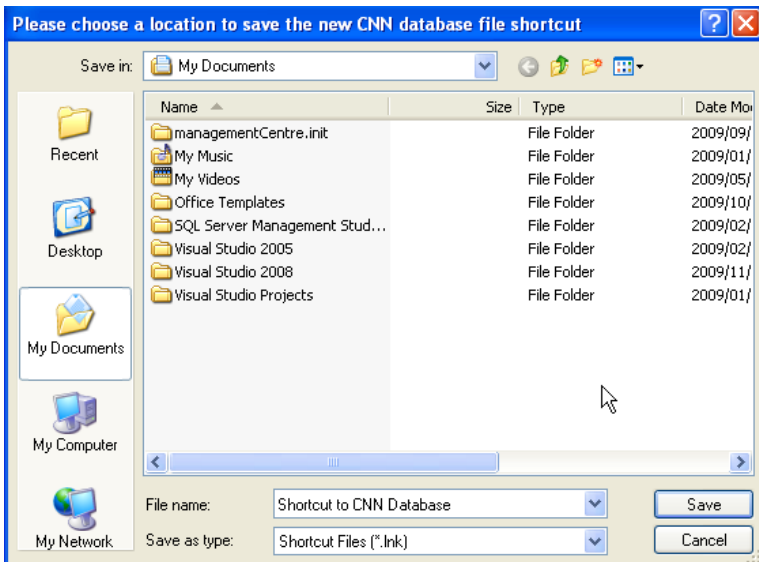 Please choose a location to save the new CNN database file shortcut
Save in: My Documents
Name Size Type Date Mo
managementCentre.init File Folder 2009/09/
My Music File Folder 2009/01/
My Videos File Folder 2009/05/
Office Templates File Folder 2009/10/
SQL Server Management Stud... File Folder 2009/02/
Visual Studio 2005 File Folder 2009/02/
Visual Studio 2008 File Folder 2009/11/
Visual Studio Projects File Folder 2009/01/
Recent
Desktop
My Documents
My Computer
My Network
File name: Shortcut to CNN Database Save
Save as type: Shortcut Files (*.lnk) Cancel